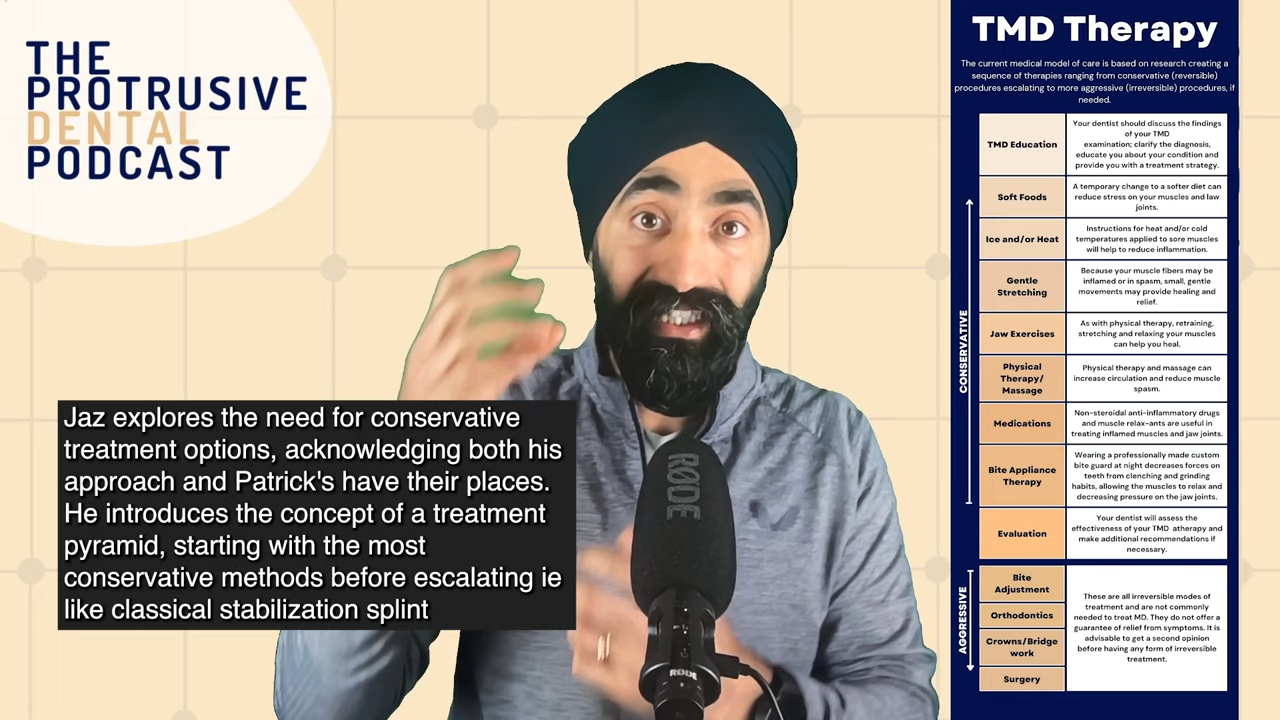 THE
PROTRUSIVE
DENTAL
PODCAST
Jaz explores the need for conservative
treatment options, acknowledging both his
approach and Patrick's have their places.
He introduces the concept of a treatment
pyramid, starting with the most
conservative methods before escalating ie
like classical stabilization splint
RØDE
RØDE
TMD Therapy
The current medical model of care is based on research creating a
sequence of therapies ranging from conservative (reversible)
procedures escalating to more aggressive (irreversible) procedures, if
needed.
CONSERVATIVE
TMD Education
Your dentist should discuss the findings
of your TMD
examination; clarify the diagnosis,
educate you about your condition and
provide you with a treatment strategy.
Soft Foods
A temporary change to a softer diet can
reduce stress on your muscles and law
joints.
Ice and/or Heat
Instructions for heat and/or cold
temperatures applied to sore muscles
will help to reduce inflammation.
Gentle
Stretching
Because your muscle fibers may be
inflamed or in spasm, small, gentle
movements may provide healing and
relief.
Jaw Exercises
As with physical therapy, retraining,
stretching and relaxing your muscles
can help you heal.
Physical
Therapy/
Massage
Physical therapy and massage can
increase circulation and reduce muscle
spasm.
Medications
Non-steroidal anti-inflammatory drugs
and muscle relax-ants are useful in
treating inflamed muscles and jaw joints.
Bite Appliance
Therapy
Wearing a professionally made custom
bite guard at night decreases forces on
teeth from clenching and grinding
habits, allowing the muscles to relax and
decreasing pressure on the jaw joints.
Evaluation
Your dentist will assess the
effectiveness of your TMD atherapy and
make additional recommendations if
necessary.
AGGRESSIVE
Bite
Adjustment
Orthodontics
Crowns/Bridge
work
Surgery
These are all irreversible modes of
treatment and are not commonly
needed to treat MD. They do not offer a
guarantee of relief from symptoms. It is
advisable to get a second opinion
before having any form of irreversible
treatment.